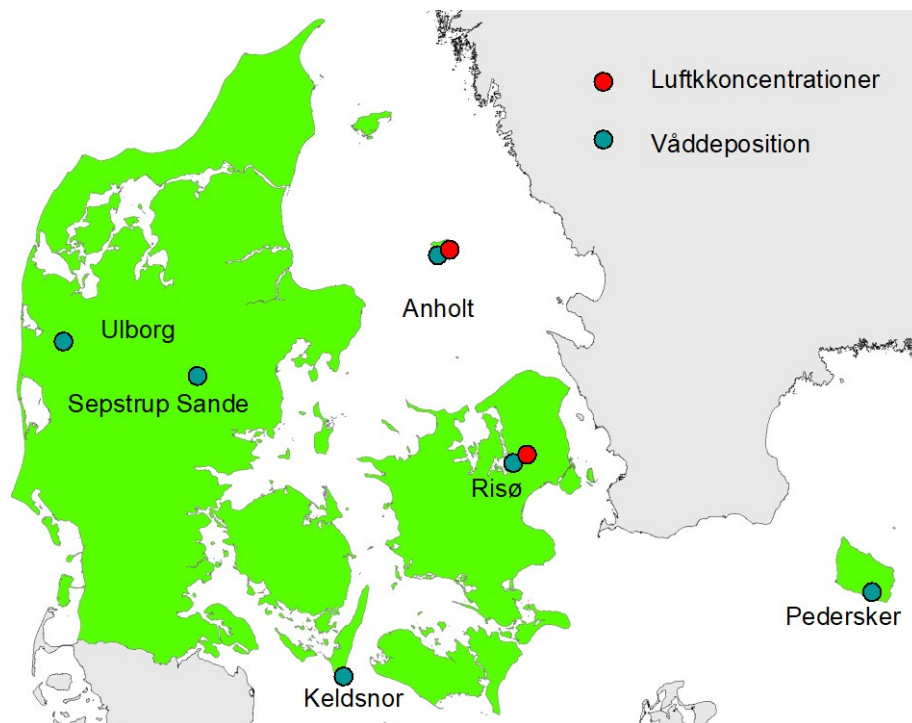 Luftkkoncentrationer
Våddeposition
Anholt
Ulborg
Sepstrup Sande
Risø
Pedersker
Keldsnor